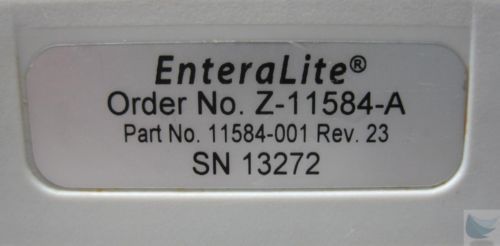 EnteraLite®
Order No. Z-11584-A
Part No. 11584-001 Rev. 23
SN 13272